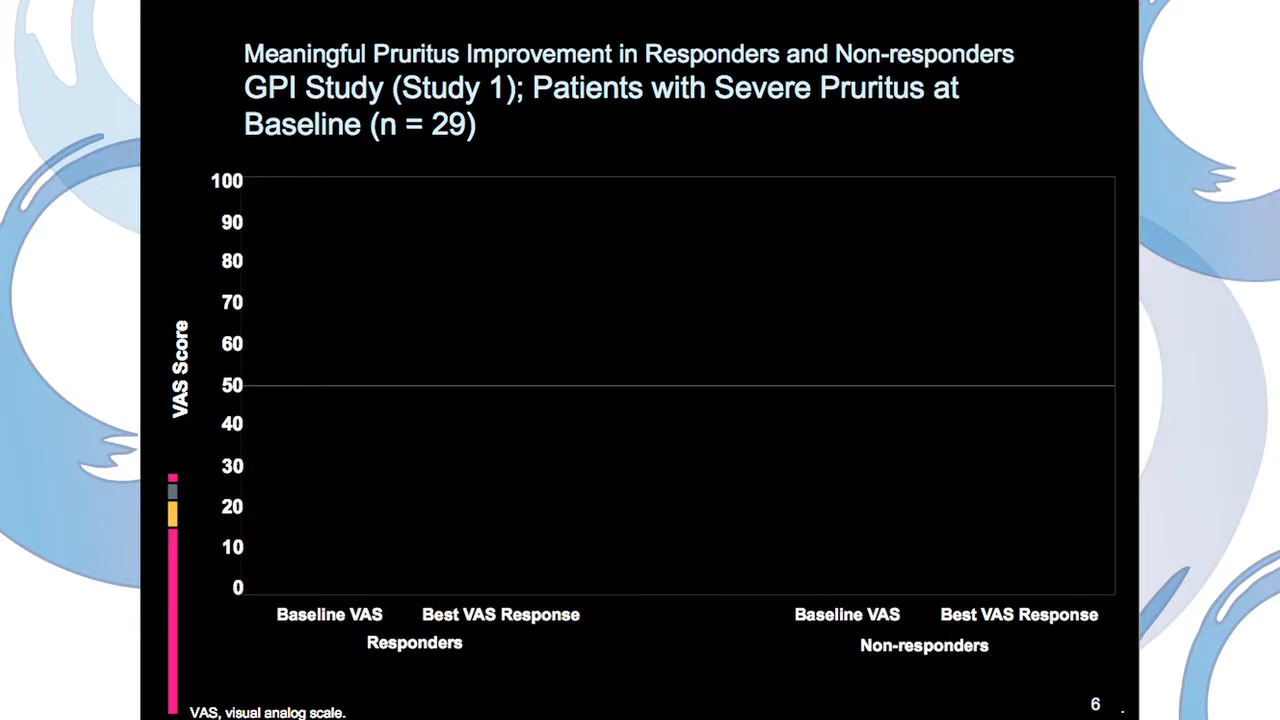 Meaningful Pruritus Improvement in Responders and Non-responders
GPI Study (Study 1); Patients with Severe Pruritus at
Baseline (n = 29)
VAS Score
100
90
80
70
60
50
40
30
20
10
0
Baseline VAS
Best VAS Response
Baseline VAS
Best VAS Response
Responders
Non-responders
VAS, visual analog scale.
6
.